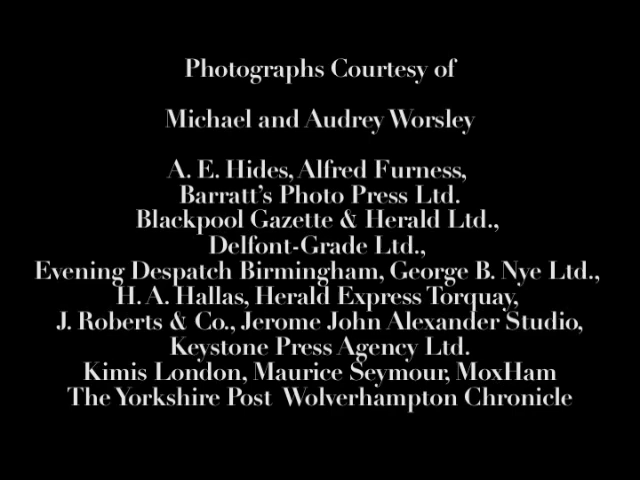 Photographs Courtesy of
Michael and Audrey Worsley
A. E. Hides, Alfred Furness,
Barratt's Photo Press Ltd.
Blackpool Gazette & Herald Ltd.,
Delfont-Grade Ltd.,
Evening Despatch Birmingham, George B. Nye Ltd.,
H. A. Hallas, Herald Express Torquay,
J. Roberts & Co., Jerome John Alexander Studio,
Keystone Press Agency Ltd.
Kimis London, Maurice Seymour, MoxHam
The Yorkshire Post Wolverhampton Chronicle